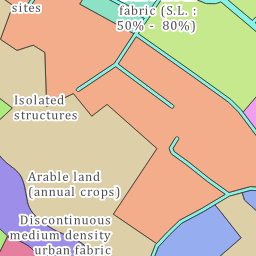 sites
fabric (S.L. :
50% - 80%)
Isolated
structures
Arable land
(annual crops)
Discontinuous
medium density
urban fabric